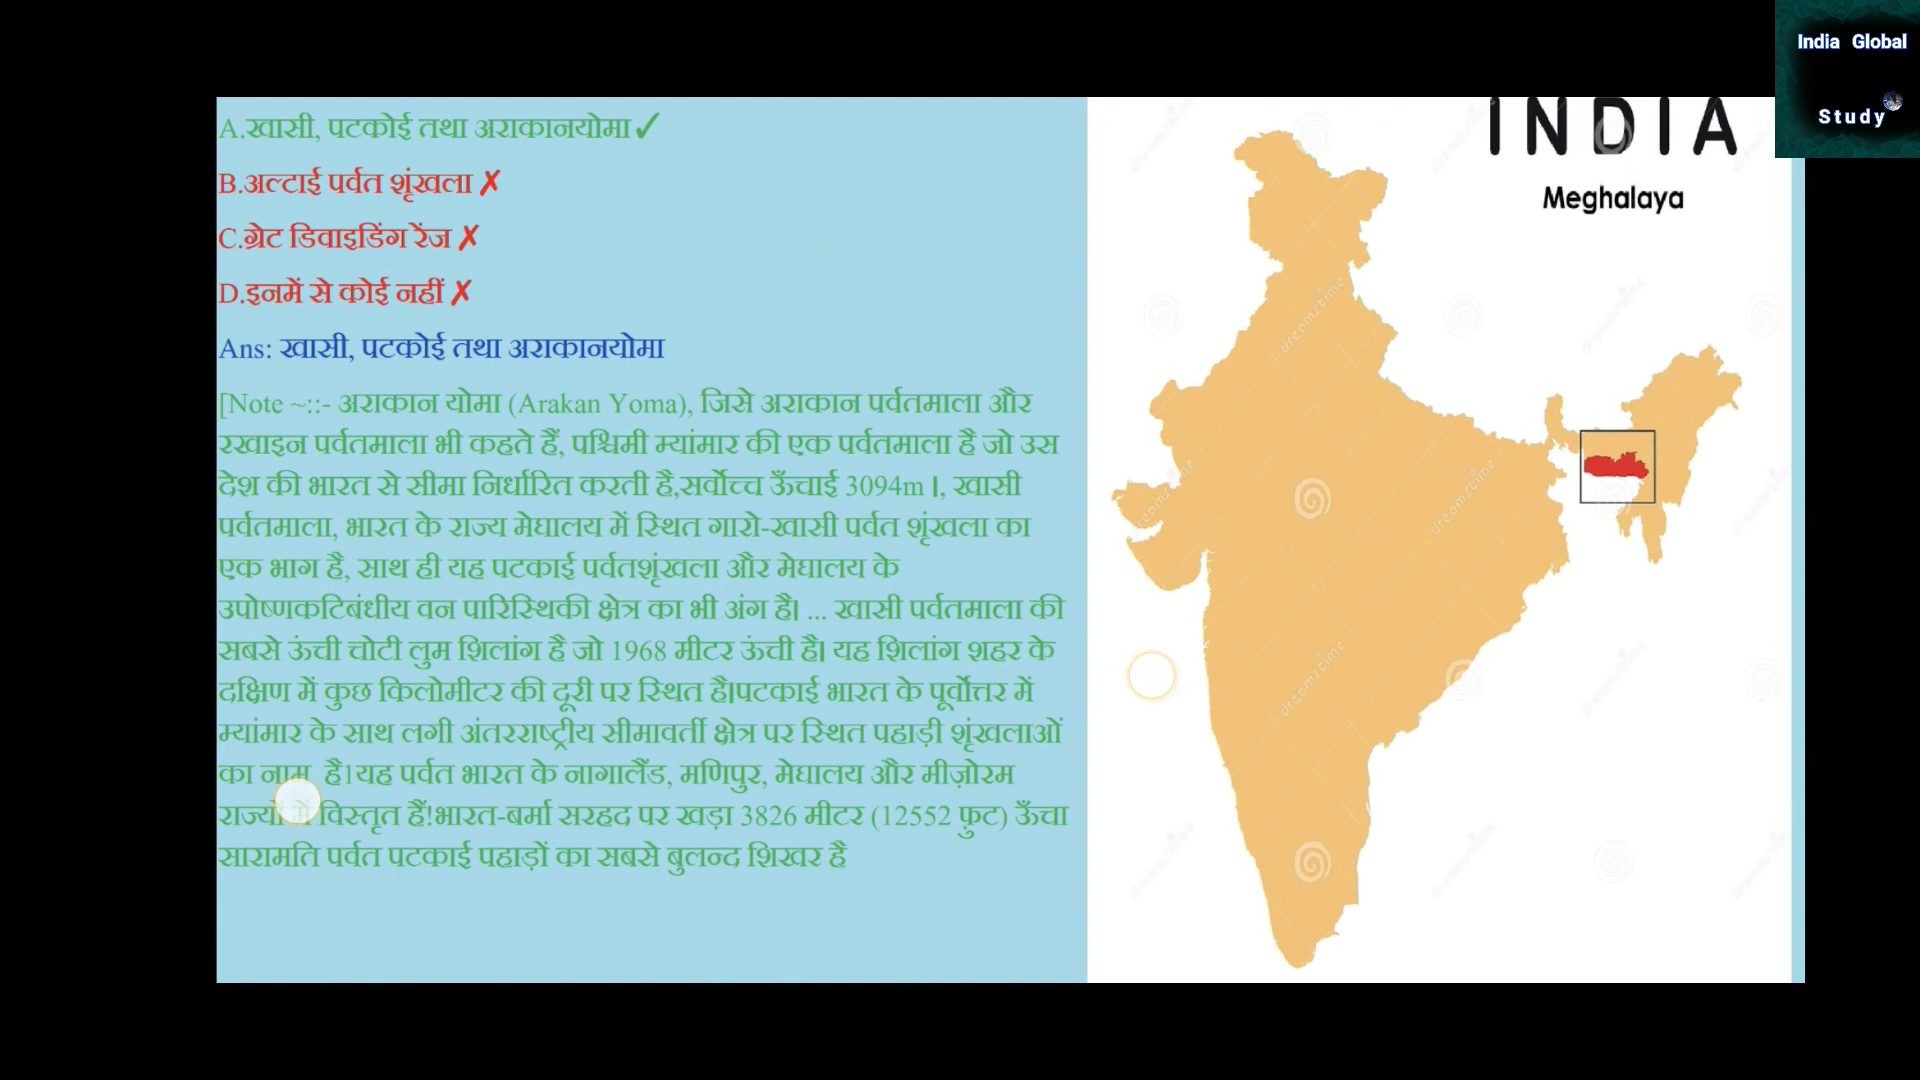 India Global
Study
INDIA
Meghalaya
A.खासी, पटकोई तथा अराकानयोमा✓
B.अल्टाई पर्वत शृंखला ✗
C.ग्रेट डिवाइडिंग रेंज ✗
D.इनमें से कोई नहीं ✗
Ans: खासी, पटकोई तथा अराकानयोमा
[Note ~::- अराकान योमा (Arakan Yoma), जिसे अराकान पर्वतमाला और
रखाइन पर्वतमाला भी कहते हैं, पश्चिमी म्यांमार की एक पर्वतमाला है जो उस
देश की भारत से सीमा निर्धारित करती है,सर्वोच्च ऊँचाई 3094m ।, खासी
पर्वतमाला, भारत के राज्य मेघालय में स्थित गारो-खासी पर्वत शृंखला का
एक भाग है, साथ ही यह पटकाई पर्वतशृंखला और मेघालय के
उपोष्णकटिबंधीय वन पारिस्थिकी क्षेत्र का भी अंग है। ... खासी पर्वतमाला की
सबसे ऊंची चोटी लुम शिलांग है जो 1968 मीटर ऊंची है। यह शिलांग शहर के
दक्षिण में कुछ किलोमीटर की दूरी पर स्थित है।पटकाई भारत के पूर्वोत्तर में
म्यांमार के साथ लगी अंतरराष्ट्रीय सीमावर्ती क्षेत्र पर स्थित पहाड़ी शृंखलाओं
का नाम है।यह पर्वत भारत के नागालैंड, मणिपुर, मेघालय और मीज़ोरम
राज्यों में विस्तृत हैं!भारत-बर्मा सरहद पर खड़ा 3826 मीटर (12552 फ़ुट) ऊँचा
सारामति पर्वत पटकाई पहाड़ों का सबसे बुलन्द शिखर है
dreamstime
dreamstime
dreamstime